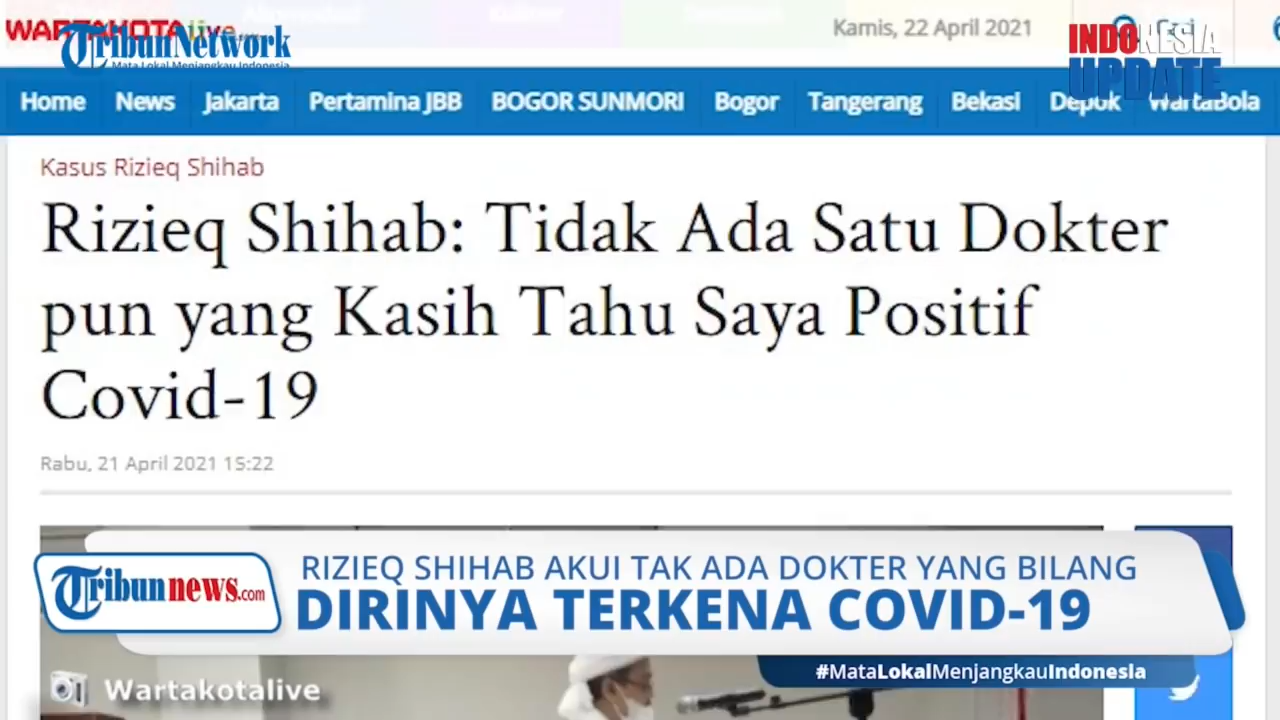 WARTAKOTAlive
TribunNetwork
Mata Lokal Menjangkau Indonesia
Kamis, 22 April 2021
INDONESIA
UPDATE
Home News Jakarta Pertamina JBB BOGOR SUNMORI Bogor Tangerang Bekasi Depok WartaBola
Kasus Rizieq Shihab
Rizieq Shihab: Tidak Ada Satu Dokter
pun yang Kasih Tahu Saya Positif
Covid-19
Rabu, 21 April 2021 15:22
RIZIEQ SHIHAB AKUI TAK ADA DOKTER YANG BILANG
Tribunnews.com
DIRINYA TERKENA COVID-19
#MataLokalMenjangkauIndonesia
Wartakotalive